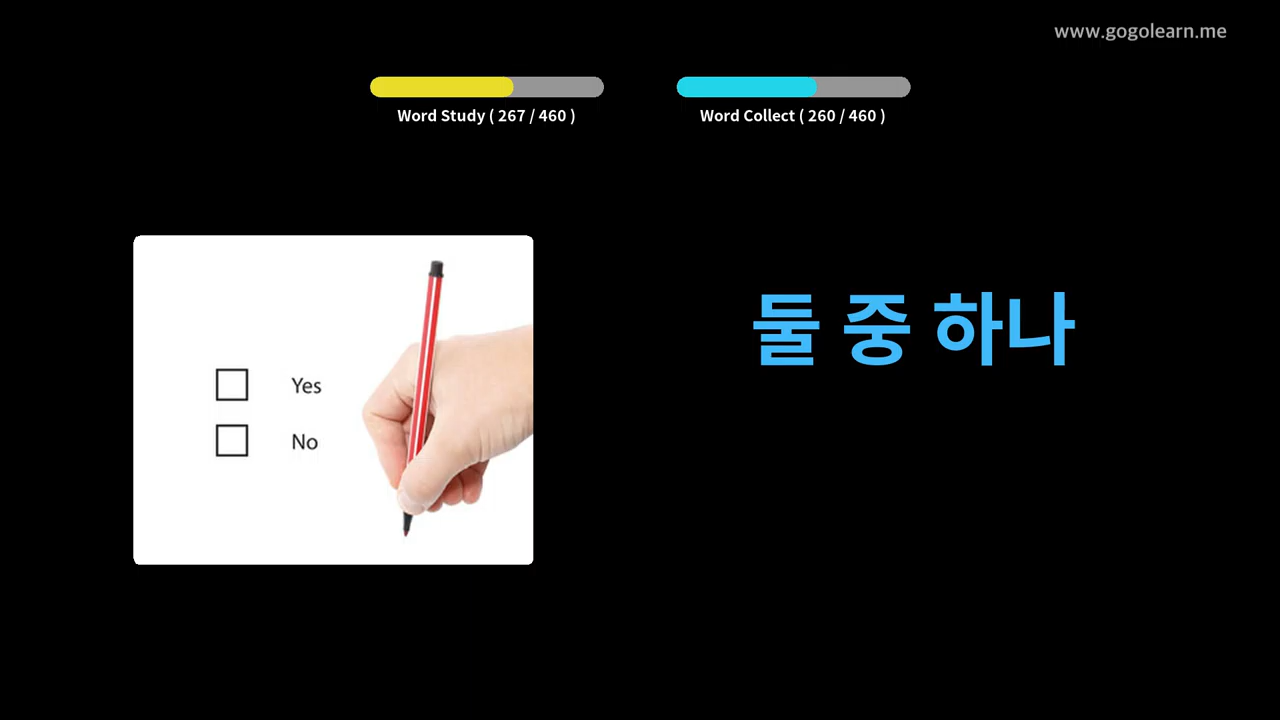 www.gogolearn.me
Word Study ( 267 / 460 )
Word Collect ( 260 / 460 )
Yes
No
둘 중 하나